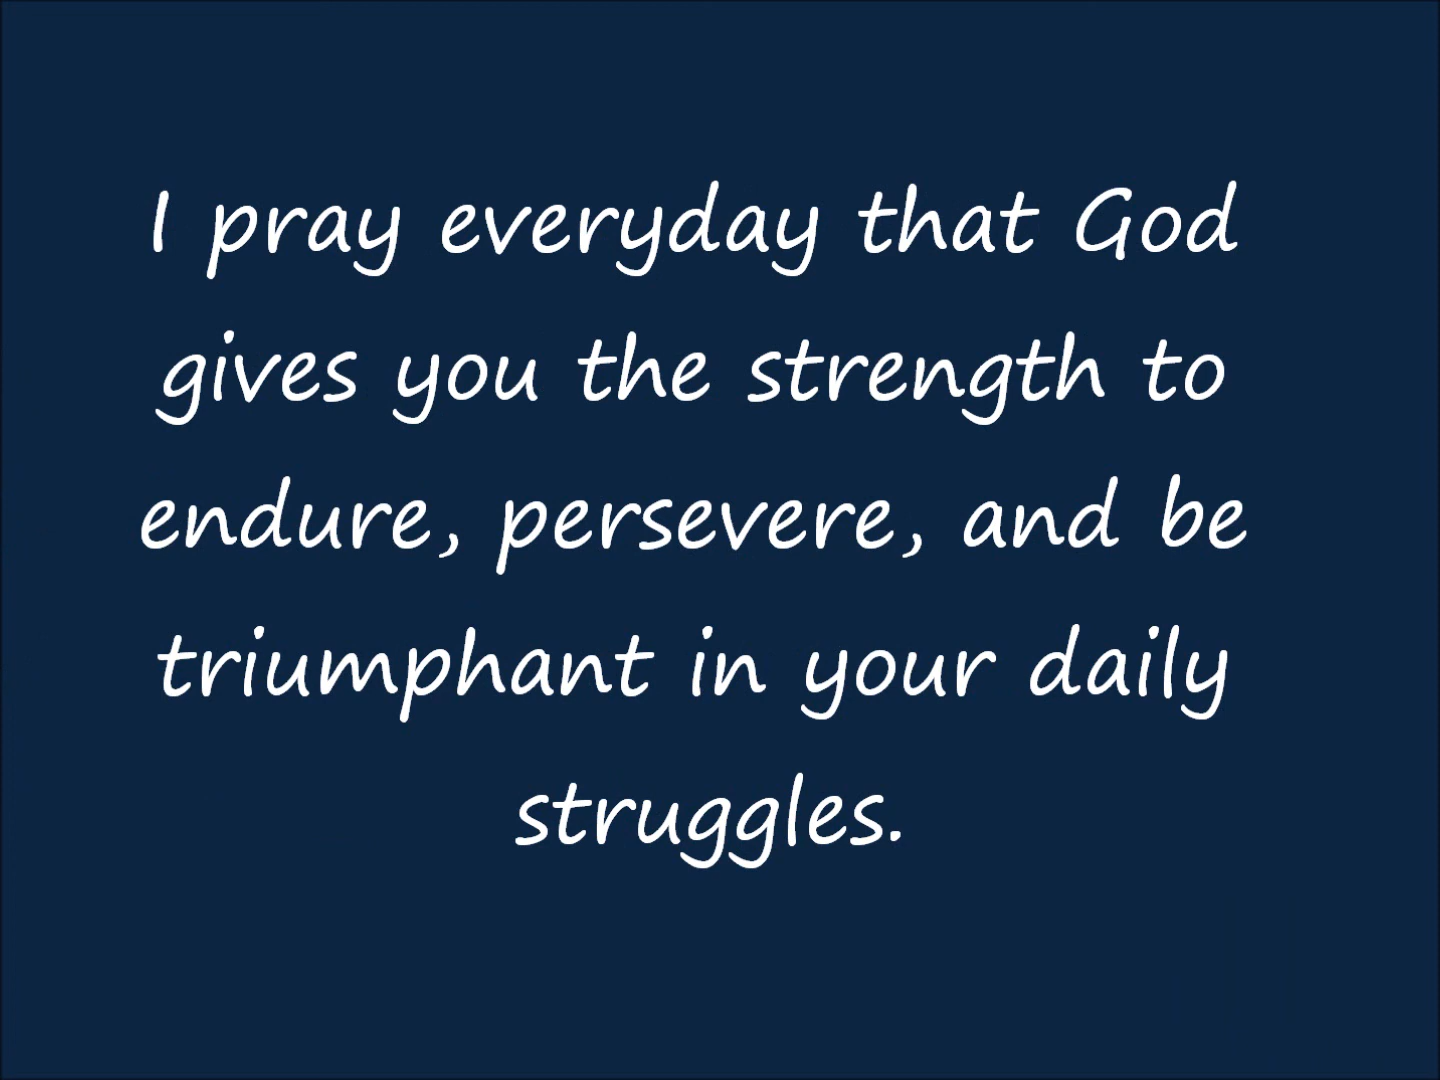 I pray everyday that God
gives you the strength to
endure, persevere, and be
triumphant in your daily
struggles.